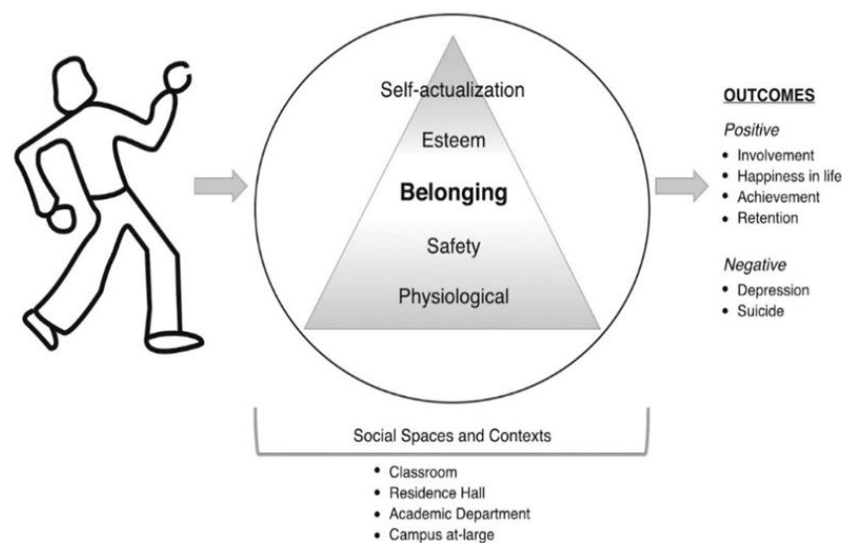 Self-actualization
Esteem
Belonging
Safety
Physiological
OUTCOMES
Positive
• Involvement
• Happiness in life
• Achievement
• Retention
Negative
• Depression
• Suicide
Social Spaces and Contexts
• Classroom
• Residence Hall
• Academic Department
• Campus at-large